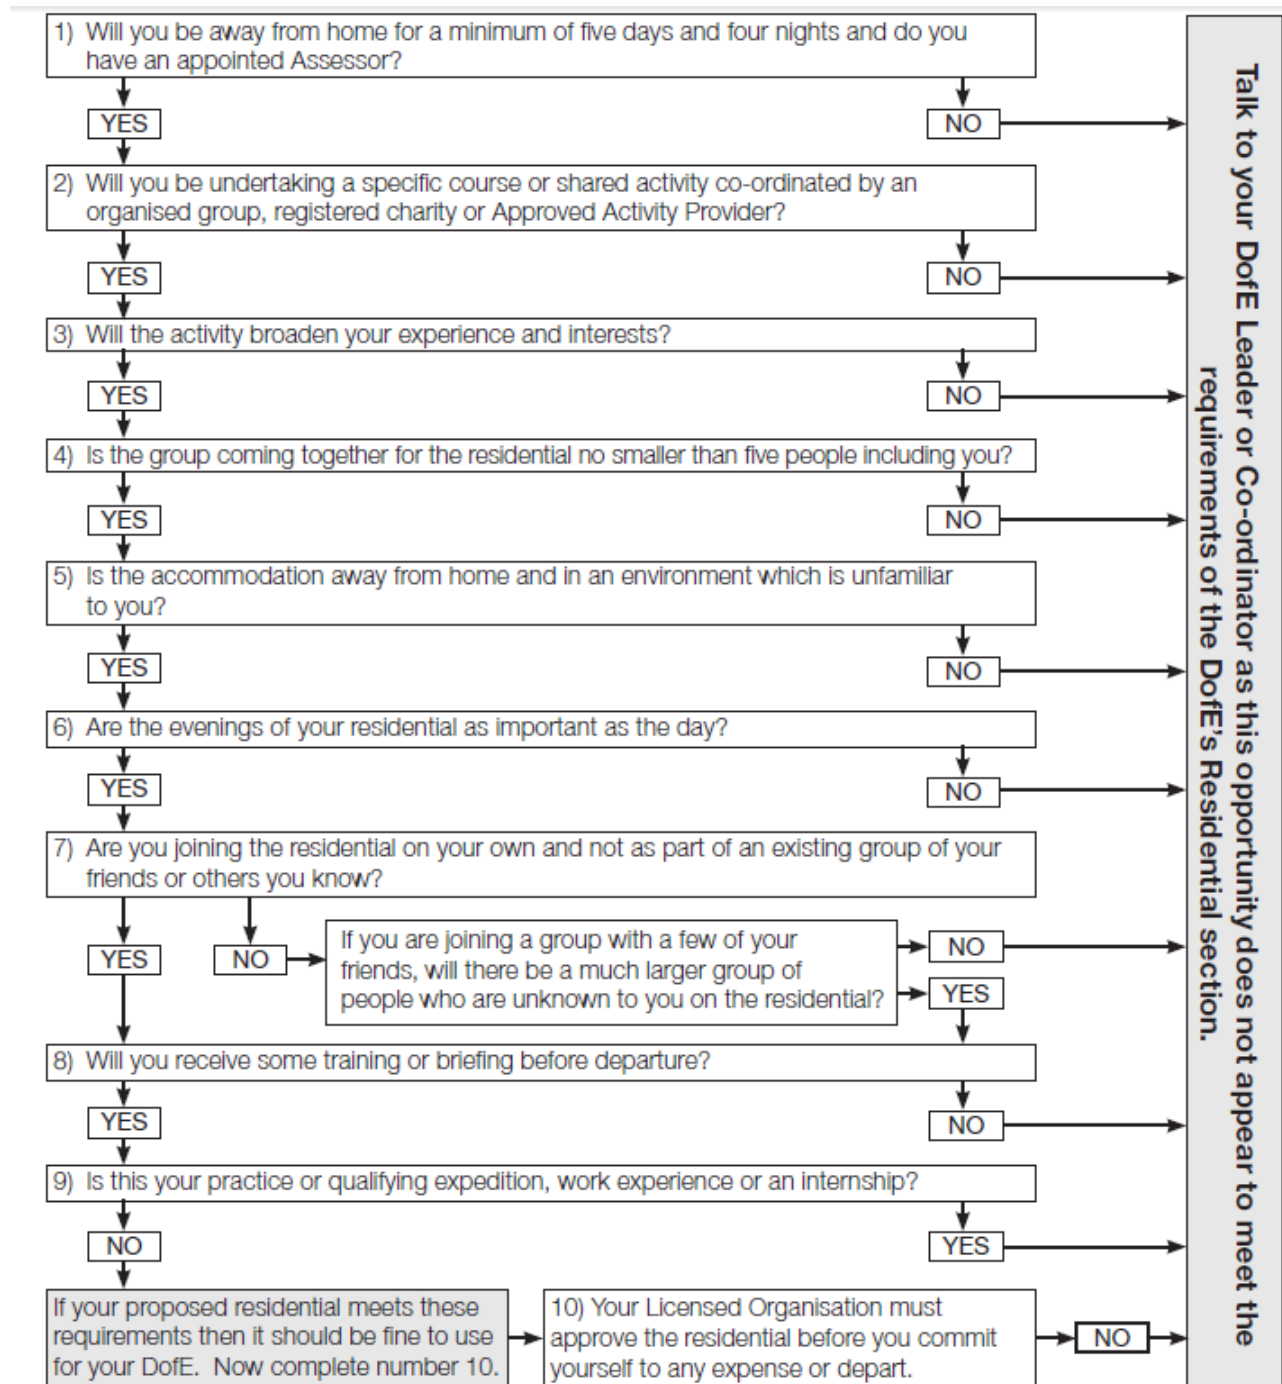 1) Will you be away from home for a minimum of five days and four nights and do you
have an appointed Assessor?
YES
NO
2) Will you be undertaking a specific course or shared activity co-ordinated by an
organised group, registered charity or Approved Activity Provider?
YES
NO
3) Will the activity broaden your experience and interests?
YES
NO
4) Is the group coming together for the residential no smaller than five people including you?
YES
NO
5) Is the accommodation away from home and in an environment which is unfamiliar
to you?
YES
NO
6) Are the evenings of your residential as important as the day?
YES
NO
7) Are you joining the residential on your own and not as part of an existing group of your
friends or others you know?
YES
NO
If you are joining a group with a few of your
friends, will there be a much larger group of
people who are unknown to you on the residential?
NO
YES
8) Will you receive some training or briefing before departure?
YES
NO
9) Is this your practice or qualifying expedition, work experience or an internship?
NO
YES
If your proposed residential meets these
requirements then it should be fine to use
for your DofE. Now complete number 10.
10) Your Licensed Organisation must
approve the residential before you commit
yourself to any expense or depart.
NO
Talk to your DofE Leader or Co-ordinator as this opportunity does not appear to meet the
requirements of the DofE's Residential section.